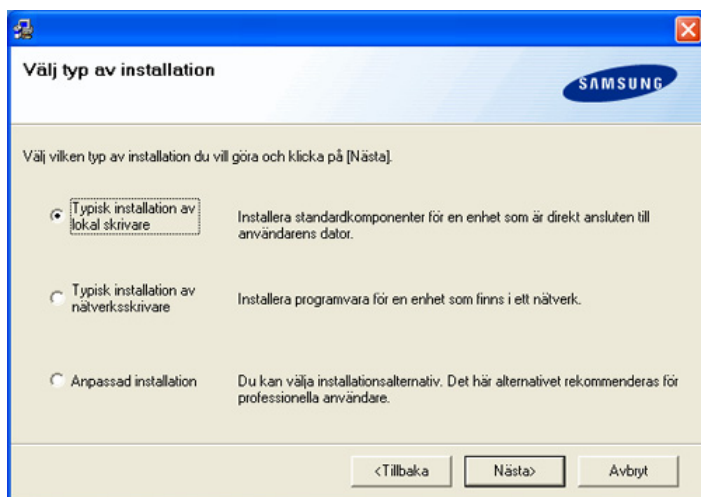 Välj typ av installation
SAMSUNG
Välj vilken typ av installation du vill göra och klicka på [Nästa].
Typisk installation av
lokal skrivare
Installera standardkomponenter för en enhet som är direkt ansluten till
användarens dator.
Typisk installation av
nätverksskrivare
Installera programvara för en enhet som finns i ett nätverk.
Anpassad installation
Du kan välja installationsalternativ. Det här alternativet rekommenderas för
professionella användare.
<Tillbaka
Nästa>
Avbryt